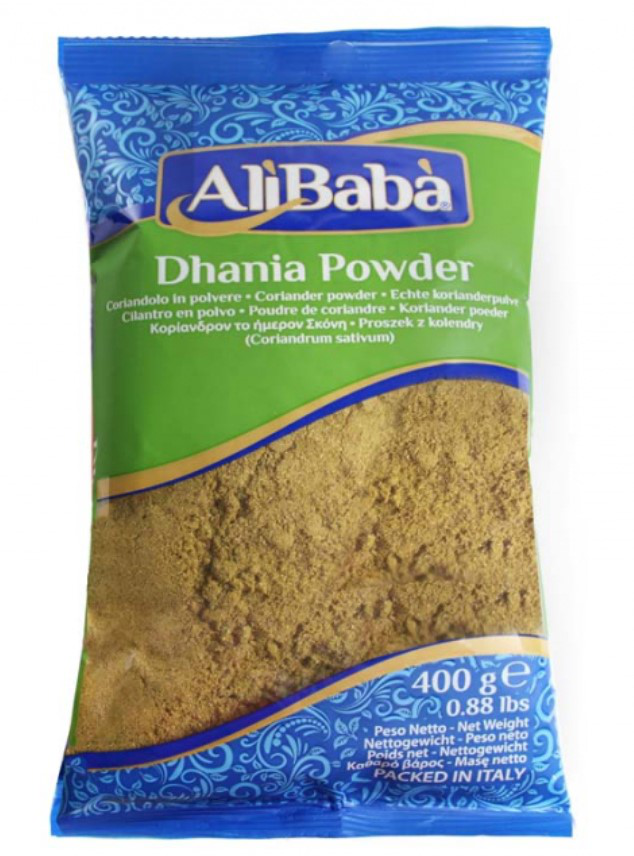 AlìBabà®
Dhania Powder
Coriandolo in polvere • Coriander powder • Echte korianderpulver
Cilantro en polvo • Poudre de coriandre • Koriander poeder
Κορίανδρον το ήμερον Σκόνη • Proszek z kolendry
(Coriandrum sativum)
400 g e
0.88 lbs
Peso Netto - Net Weight
Nettogewicht - Peso neto
Poids net - Nettogewicht
Καθαρό βάρος - Masę netto
PACKED IN ITALY